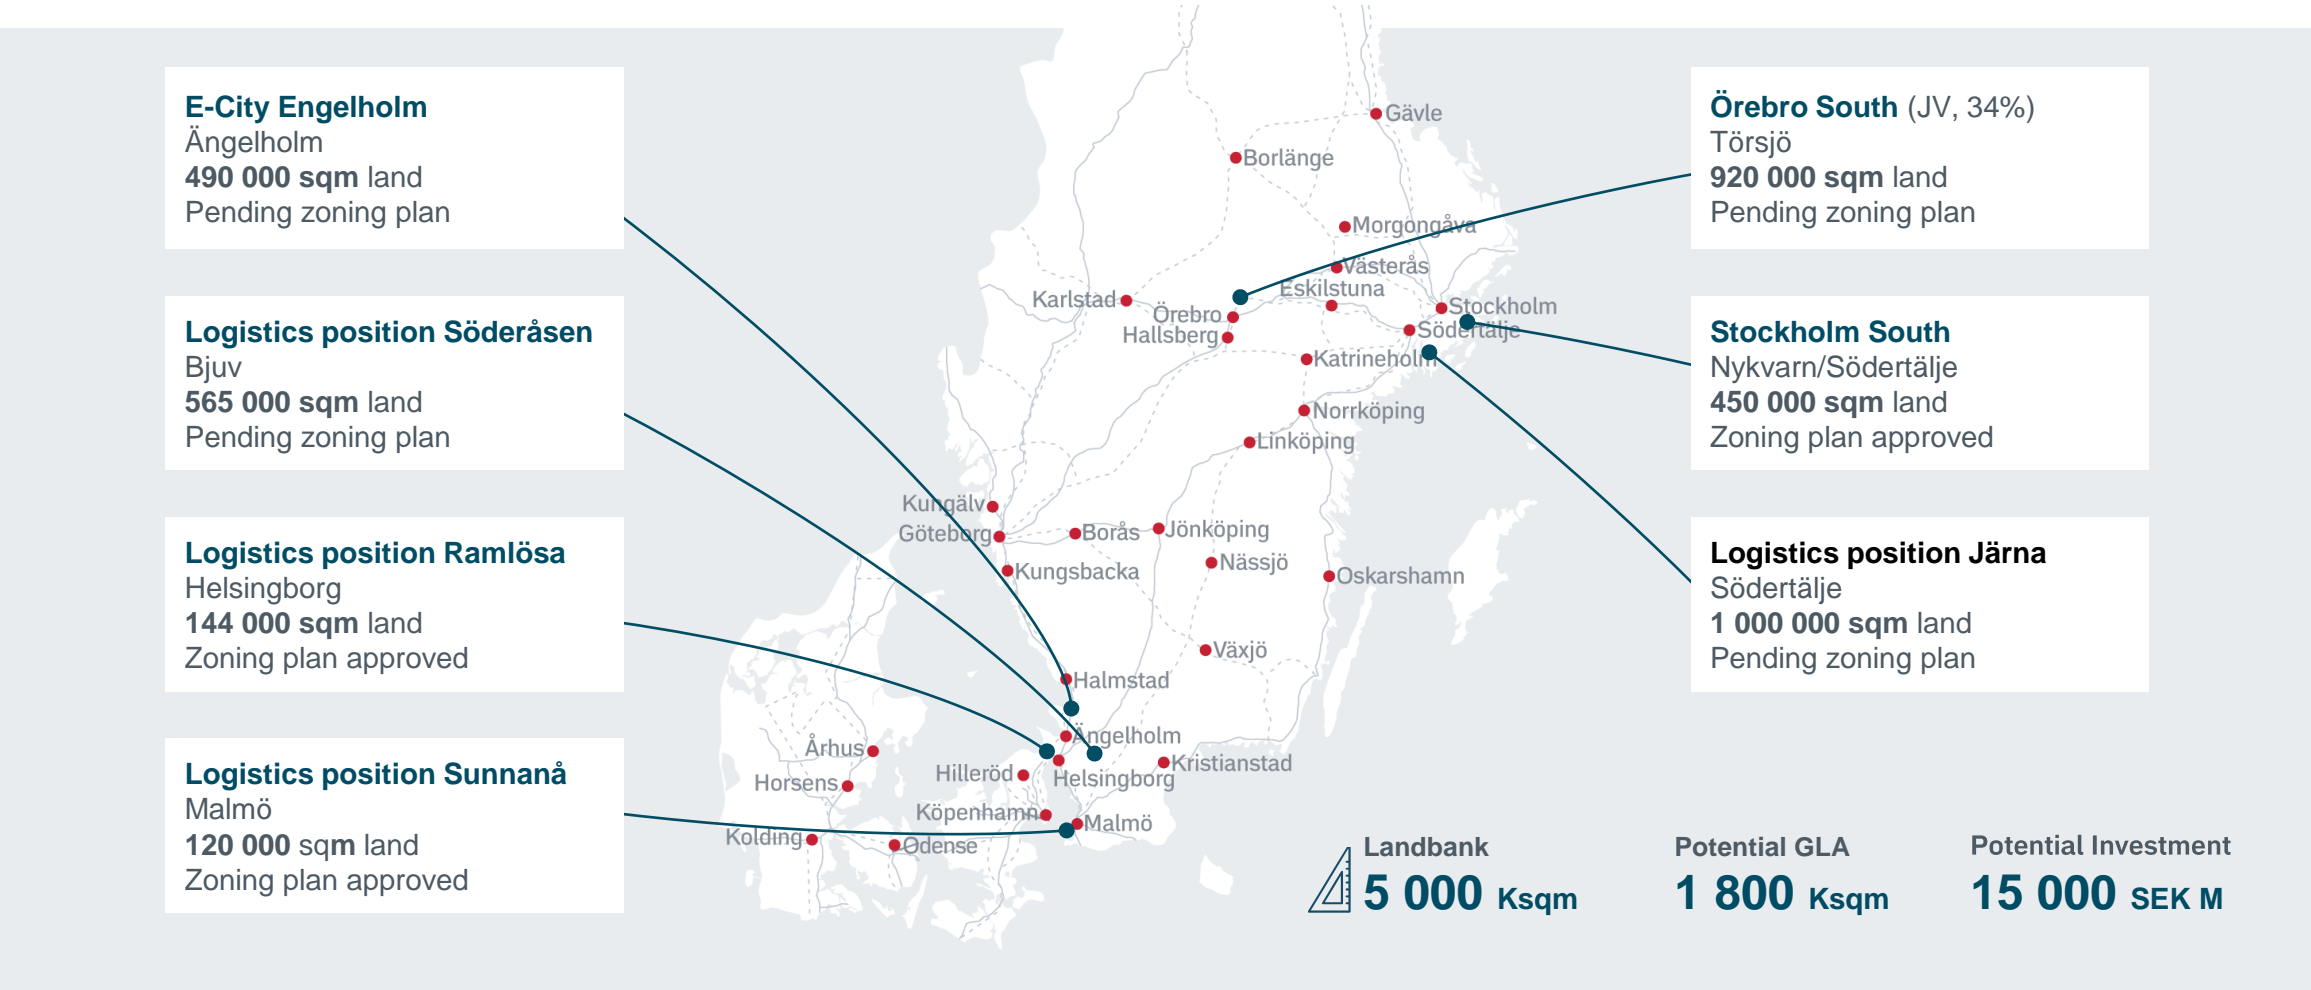 E-City Engelholm
Ängelholm
490 000 sqm land
Pending zoning plan
Logistics position Söderåsen
Bjuv
565 000 sqm land
Pending zoning plan
Logistics position Ramlösa
Helsingborg
144 000 sqm land
Zoning plan approved
Logistics position Sunnanå
Malmö
120 000 sqm land
Zoning plan approved
Gävle
Borlänge
Morgongåva
Västerås
Eskilstuna
Karlstad
Örebro
Hallsberg
Stockholm
Södertälje
Katrineholm
Norrköping
Linköping
Kungälv
Göteborg
Borås
Jönköping
Kungsbacka
Nässjö
Oskarshamn
Växjö
Halmstad
Ängelholm
Århus
Hilleröd
Helsingborg
Kristianstad
Horsens
Köpenhamn
Malmö
Kolding
Odense
Örebro South (JV, 34%)
Törsjö
920 000 sqm land
Pending zoning plan
Stockholm South
Nykvarn/Södertälje
450 000 sqm land
Zoning plan approved
Logistics position Järna
Södertälje
1 000 000 sqm land
Pending zoning plan
Landbank
5 000 Ksqm
Potential GLA
1 800 Ksqm
Potential Investment
15 000 SEK M